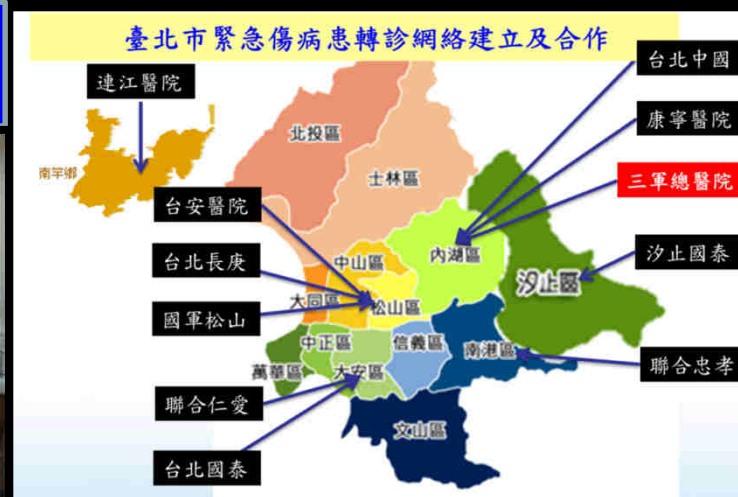 臺北市緊急傷病患轉診網絡建立及合作
連江醫院
南竿鄉
台安醫院
台北長庚
國軍松山
聯合仁愛
台北國泰
北投區
士林區
中山區
內湖區
大同區
松山區
汐止區
中正區
信義區
南港區
萬華區
大安區
文山區
台北中國
康寧醫院
三軍總醫院
汐止國泰
聯合忠孝